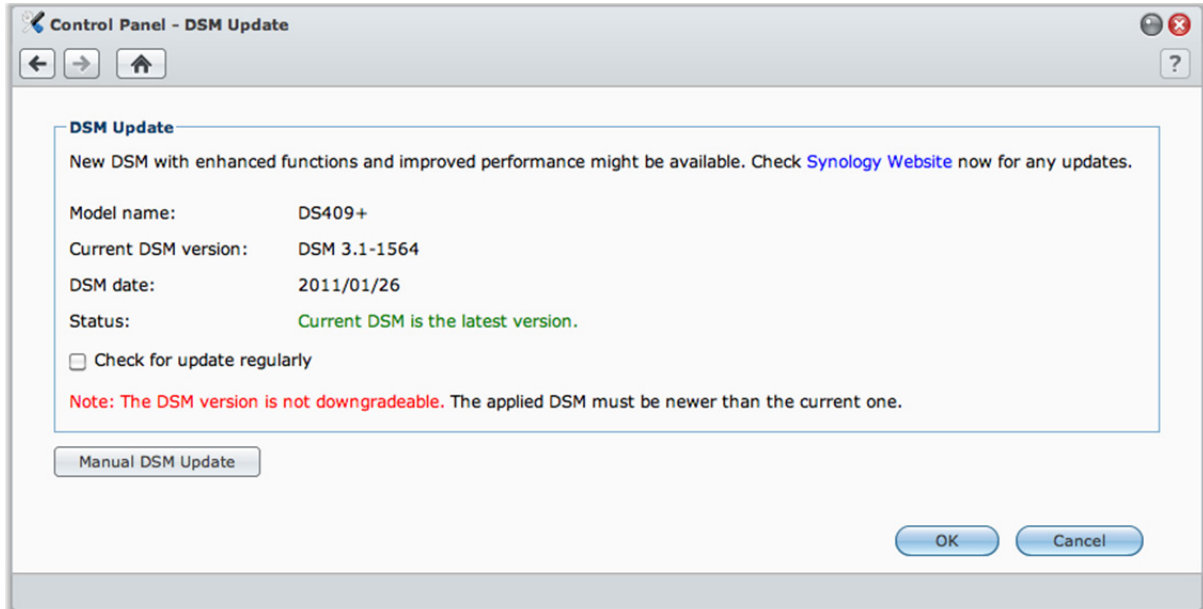 Control Panel - DSM Update
?
DSM Update
New DSM with enhanced functions and improved performance might be available. Check Synology Website now for any updates.
Model name: DS409+
Current DSM version: DSM 3.1-1564
DSM date: 2011/01/26
Status: Current DSM is the latest version.
Check for update regularly
Note: The DSM version is not downgradeable. The applied DSM must be newer than the current one.
Manual DSM Update
OK Cancel